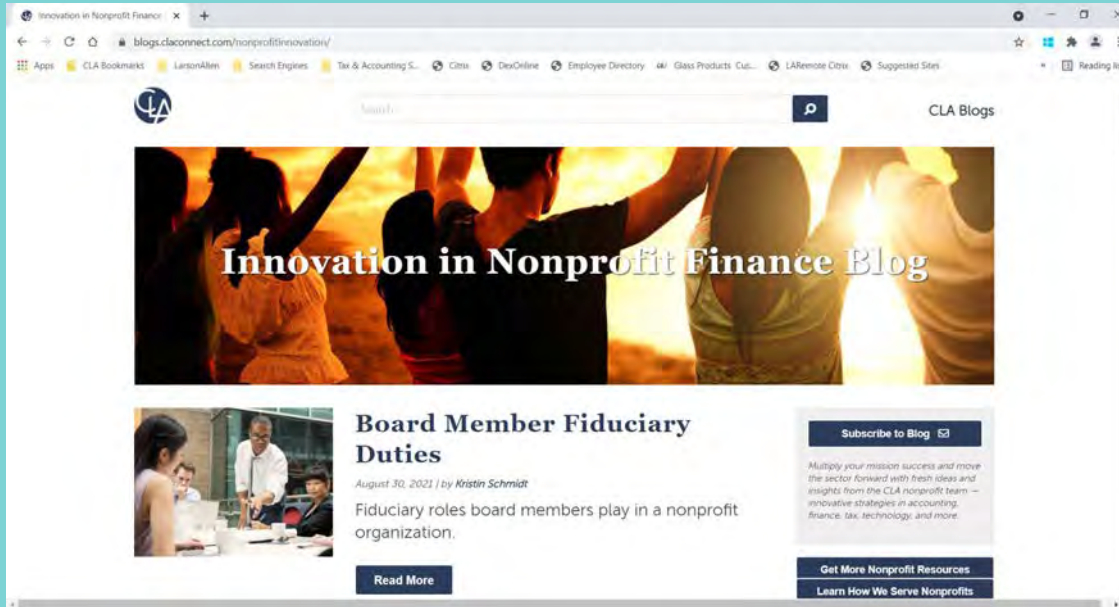 Innovation in Nonprofit Finance
blogs.claconnect.com/nonprofitinnovation/
Apps CLA Bookmarks LarsonAllen Search Engines Tax & Accounting S... Citrix DexOnline Employee Directory Glass Products Cus... LARemote Citrix Suggested Sites » Reading lis
CLA Search CLA Blogs
Innovation in Nonprofit Finance Blog
Board Member Fiduciary
Duties
August 30, 2021 | by Kristin Schmidt
Fiduciary roles board members play in a nonprofit
organization.
Read More
Subscribe to Blog
Multiply your mission success and move
the sector forward with fresh ideas and
insights from the CLA nonprofit team —
innovative strategies in accounting,
finance, tax, technology, and more.
Get More Nonprofit Resources
Learn How We Serve Nonprofits